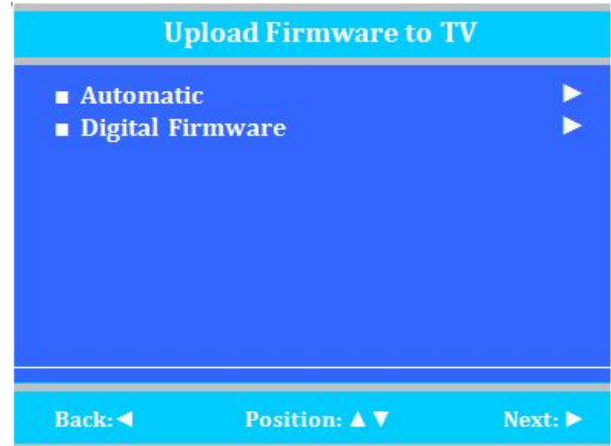 Upload Firmware to TV
■ Automatic ▶
■ Digital Firmware ▶
Back:◀ Position: ▲ ▼ Next: ▶